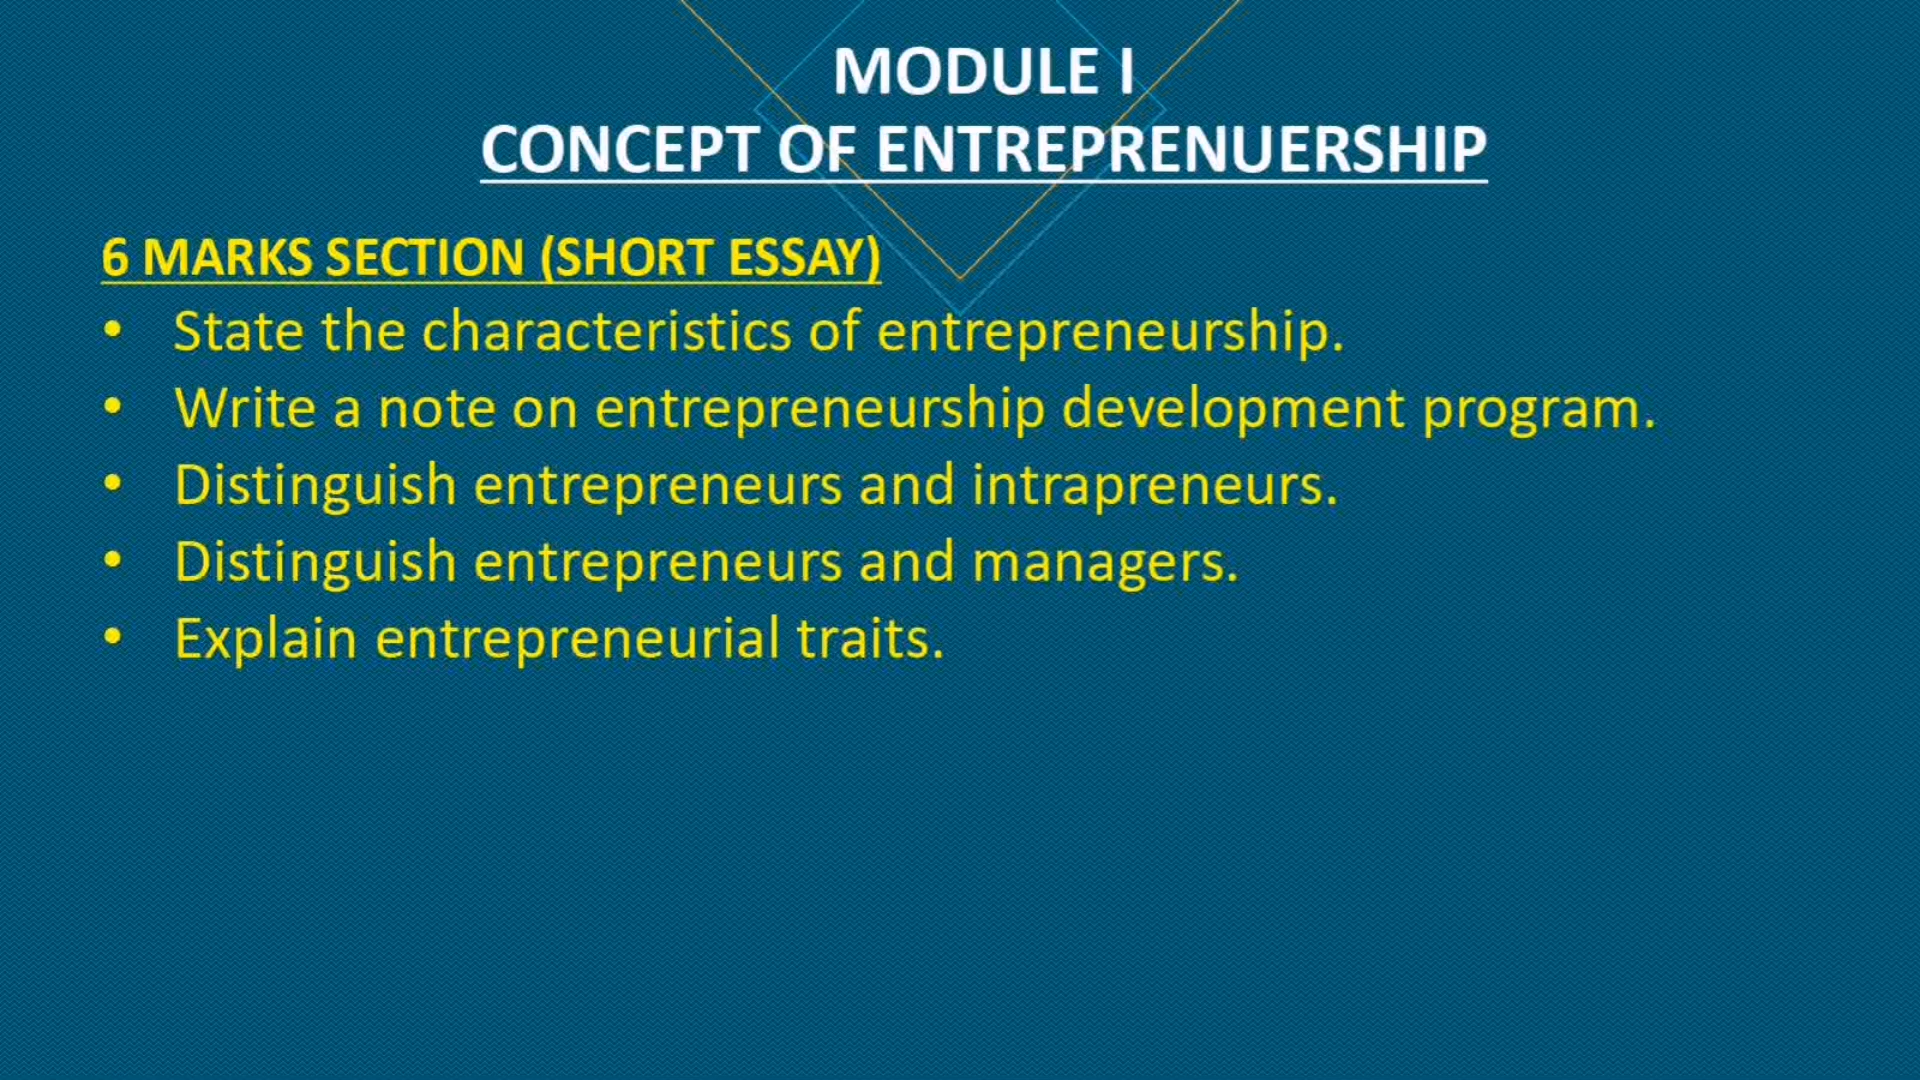 MODULE I
CONCEPT OF ENTREPRENUERSHIP
6 MARKS SECTION (SHORT ESSAY)
• State the characteristics of entrepreneurship.
• Write a note on entrepreneurship development program.
• Distinguish entrepreneurs and intrapreneurs.
• Distinguish entrepreneurs and managers.
• Explain entrepreneurial traits.